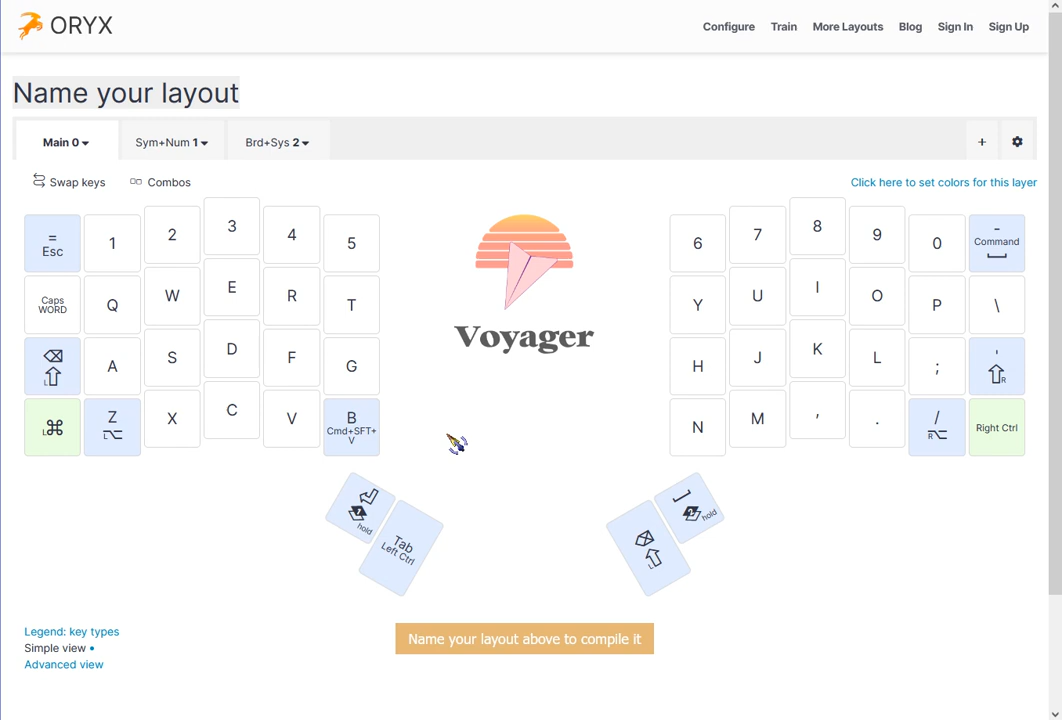 ORYX
Configure Train More Layouts Blog Sign In Sign Up
Name your layout
Main 0 Sym+Num 1 Brd+Sys 2 +
Swap keys Combos Click here to set colors for this layer
= Esc 1 2 3 4 5 6 7 8 9 0 - Command
Caps WORD Q W E R T Y U I O P \
L A S D F G H J K L ; ' R
L Z L X C V B Cmd+SFT+V N M , . / R Right Ctrl
hold Tab Left Ctrl L hold
Voyager
Name your layout above to compile it
Legend: key types
Simple view •
Advanced view